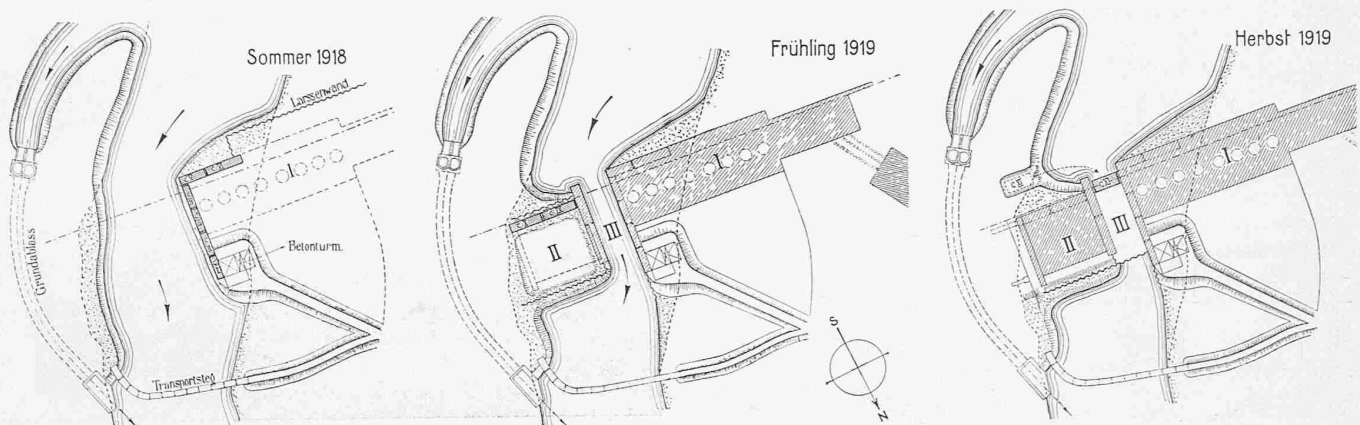 Sommer 1918
Larssenwand
I
Betonturm.
Grundablass
Transportsteg
Frühling 1919
I
II
III
S
N
Herbst 1919
I
II
III